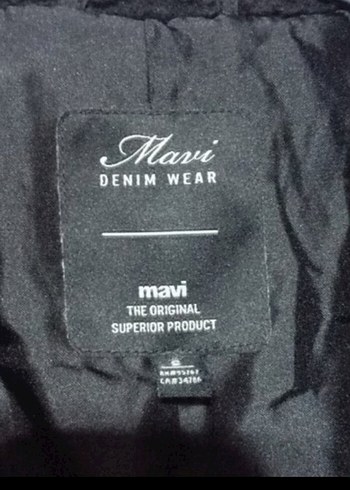 Mavi
DENIM WEAR
mavi
THE ORIGINAL
SUPERIOR PRODUCT